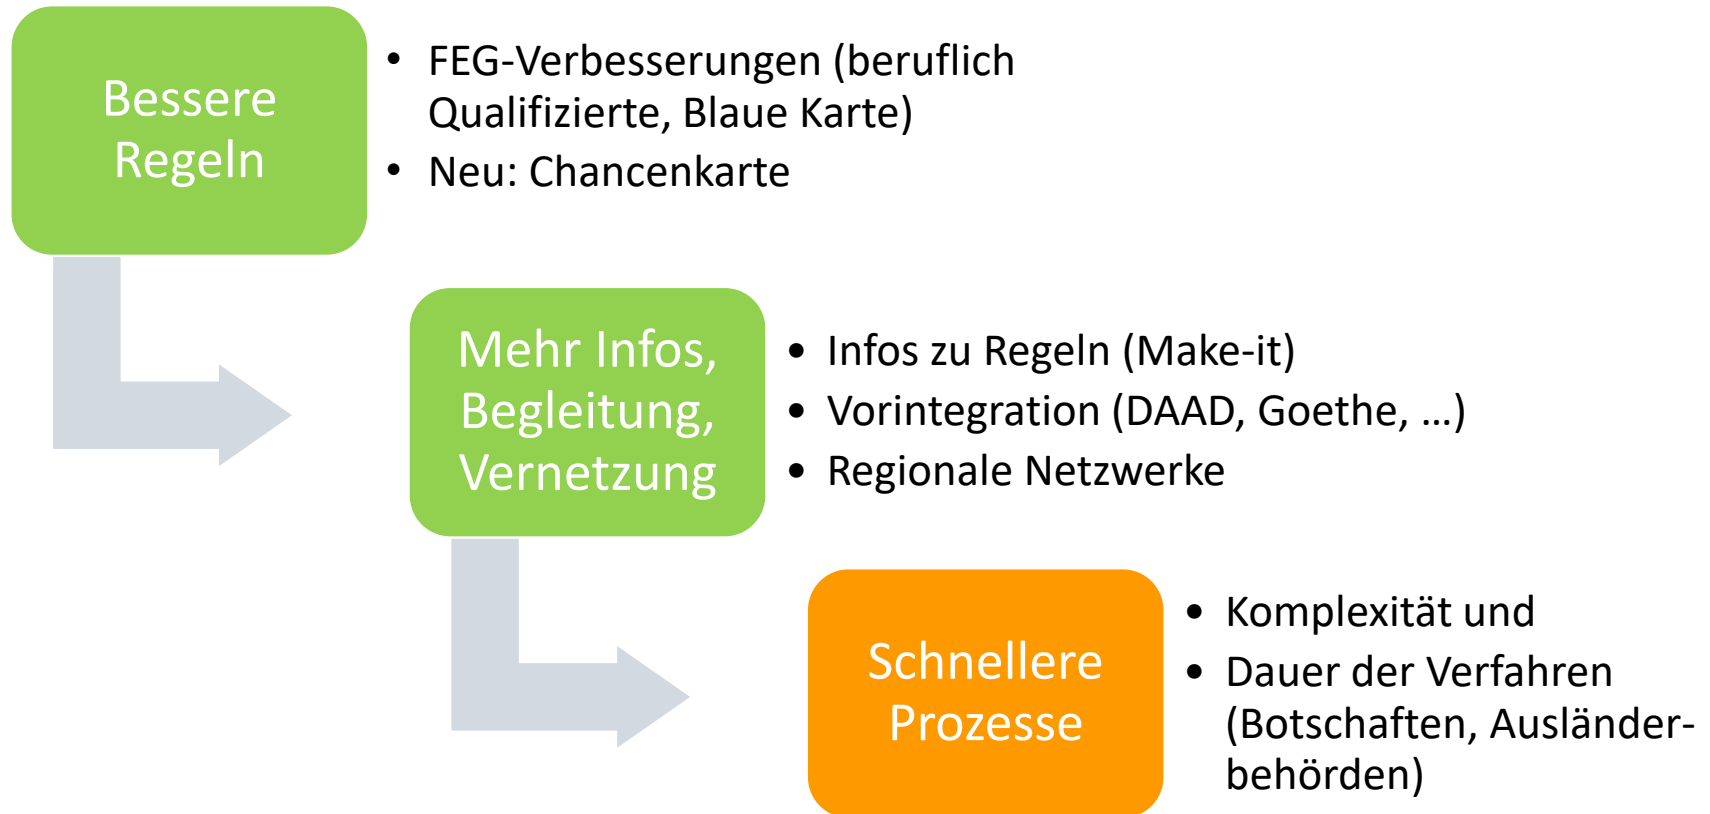 Bessere
Regeln
• FEG-Verbesserungen (beruflich
Qualifizierte, Blaue Karte)
• Neu: Chancenkarte
Mehr Infos,
Begleitung,
Vernetzung
• Infos zu Regeln (Make-it)
• Vorintegration (DAAD, Goethe, …)
• Regionale Netzwerke
Schnellere
Prozesse
• Komplexität und
• Dauer der Verfahren
(Botschaften, Ausländer-
behörden)